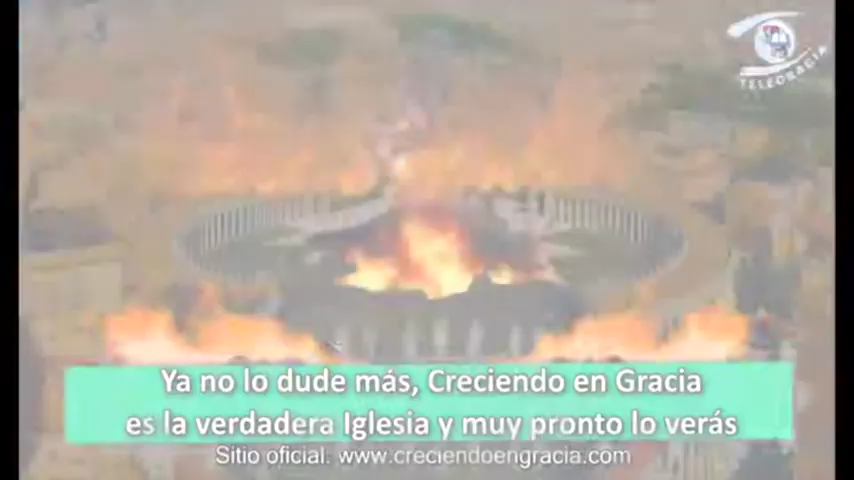 TELEGRACIA
Ya no lo dude más, Creciendo en Gracia
es la verdadera Iglesia y muy pronto lo verás
Sitio oficial: www.creciendoengracia.com